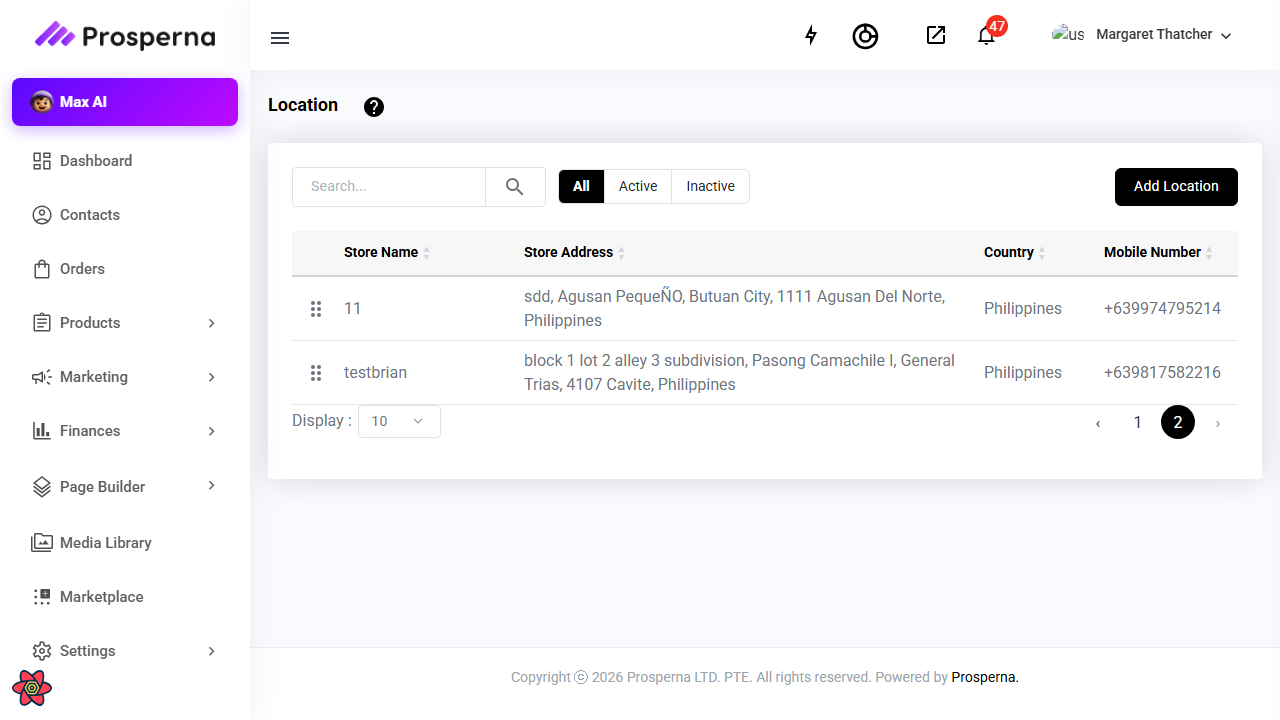 Prosperna
47
us
Margaret Thatcher
Max AI
Dashboard
Contacts
Orders
Products
Marketing
Finances
Page Builder
Media Library
Marketplace
Settings
Location
Search...
All
Active
Inactive
Add Location
Store Name
Store Address
Country
Mobile Number
11
sdd, Agusan PequeÑO, Butuan City, 1111 Agusan Del Norte,
Philippines
Philippines
+639974795214
testbrian
block 1 lot 2 alley 3 subdivision, Pasong Camachile I, General
Trias, 4107 Cavite, Philippines
Philippines
+639817582216
Display :
10
‹
1
2
›
Copyright © 2026 Prosperna LTD. PTE. All rights reserved. Powered by Prosperna.